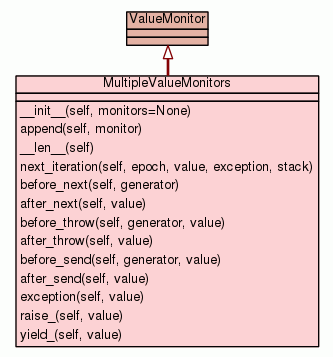 ValueMonitor
MultipleValueMonitors
__init__(self, monitors=None)
append(self, monitor)
__len__(self)
next_iteration(self, epoch, value, exception, stack)
before_next(self, generator)
after_next(self, value)
before_throw(self, generator, value)
after_throw(self, value)
before_send(self, generator, value)
after_send(self, value)
exception(self, value)
raise_(self, value)
yield_(self, value)